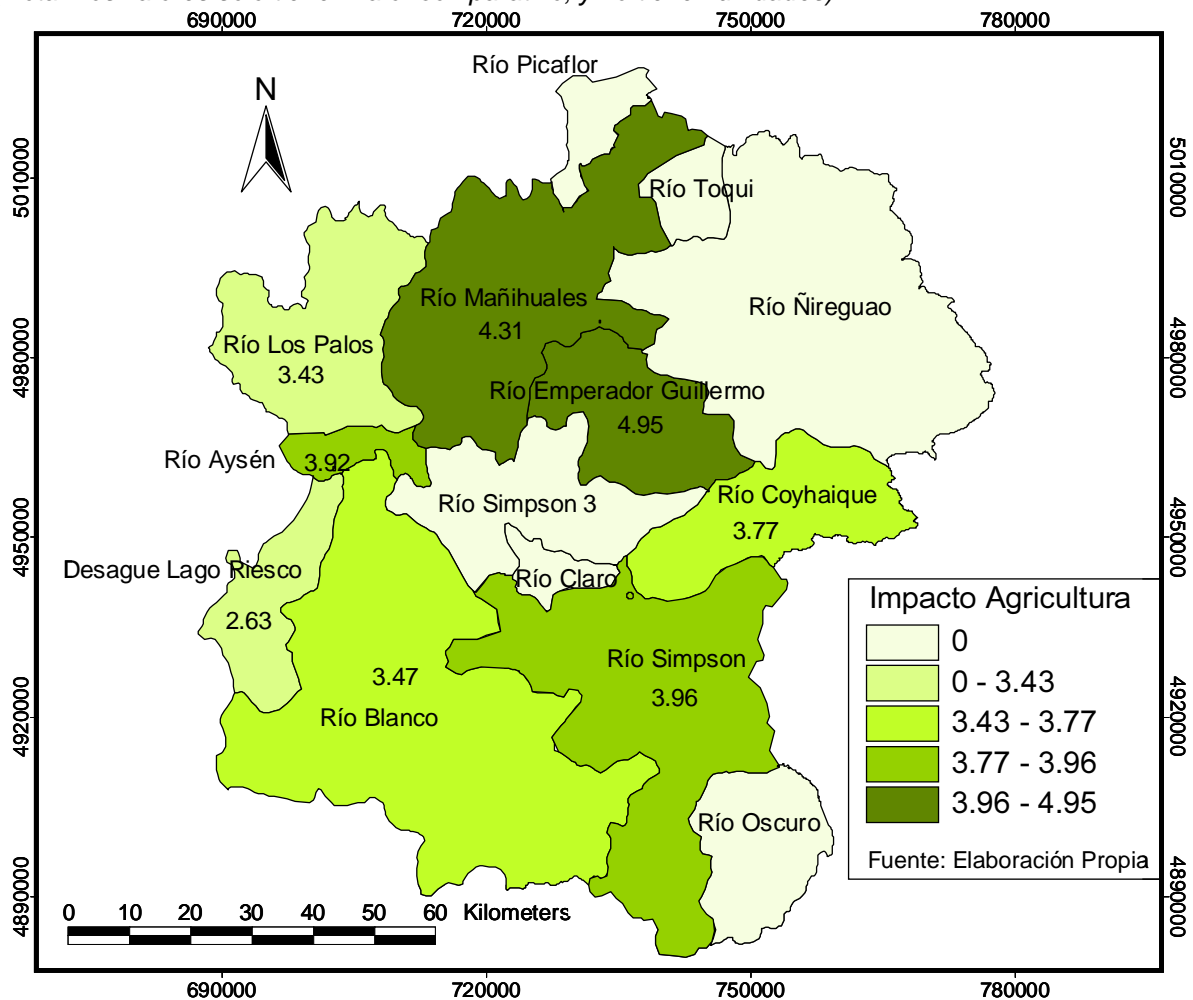 690000 720000 750000 780000
Río Picaflor
N
5010000
5010000
Río Toqui
Río Mañihuales
4.31
Río Ñireguao
Río Los Palos
3.43
4980000
4980000
Río Emperador Guillermo
4.95
Río Aysén
3.92
Río Coyhaique
3.77
Río Simpson 3
4950000
4950000
Desague Lago Riesco
2.63
Río Claro
Río Simpson
3.96
3.47
Río Blanco
4920000
4920000
Río Oscuro
4890000
4890000
Impacto Agricultura
0
0 - 3.43
3.43 - 3.77
3.77 - 3.96
3.96 - 4.95
Fuente: Elaboración Propia
0 10 20 30 40 50 60 Kilometers
690000 720000 750000 780000